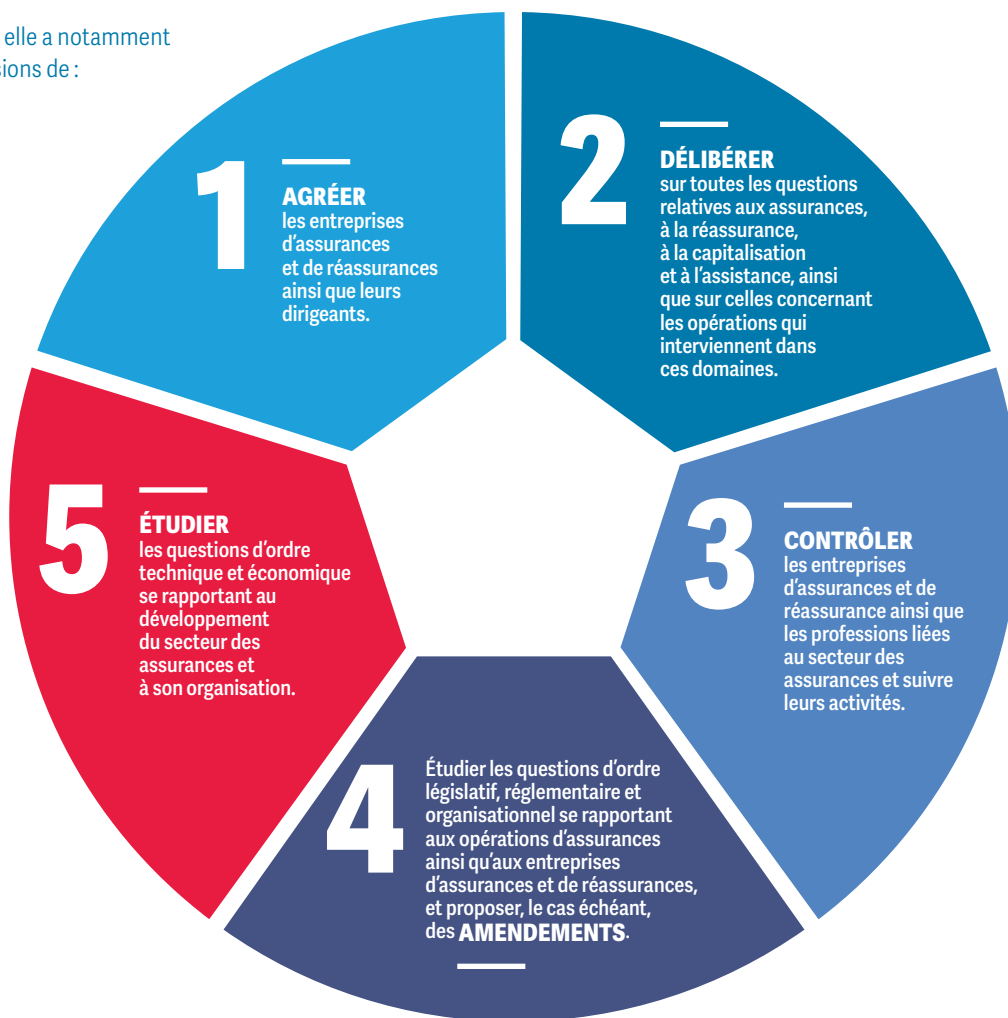 elle a notamment
sions de :
1
AGRÉER
les entreprises
d'assurances
et de réassurances
ainsi que leurs
dirigeants.
2
DÉLIBÉRER
sur toutes les questions
relatives aux assurances,
à la réassurance,
à la capitalisation
et à l'assistance, ainsi
que sur celles concernant
les opérations qui
interviennent dans
ces domaines.
3
CONTRÔLER
les entreprises
d'assurances et de
réassurance ainsi que
les professions liées
au secteur des
assurances et suivre
leurs activités.
4
Étudier les questions d'ordre
législatif, réglementaire et
organisationnel se rapportant
aux opérations d'assurances
ainsi qu'aux entreprises
d'assurances et de réassurances,
et proposer, le cas échéant,
des AMENDEMENTS.
5
ÉTUDIER
les questions d'ordre
technique et économique
se rapportant au
développement
du secteur des
assurances et
à son organisation.